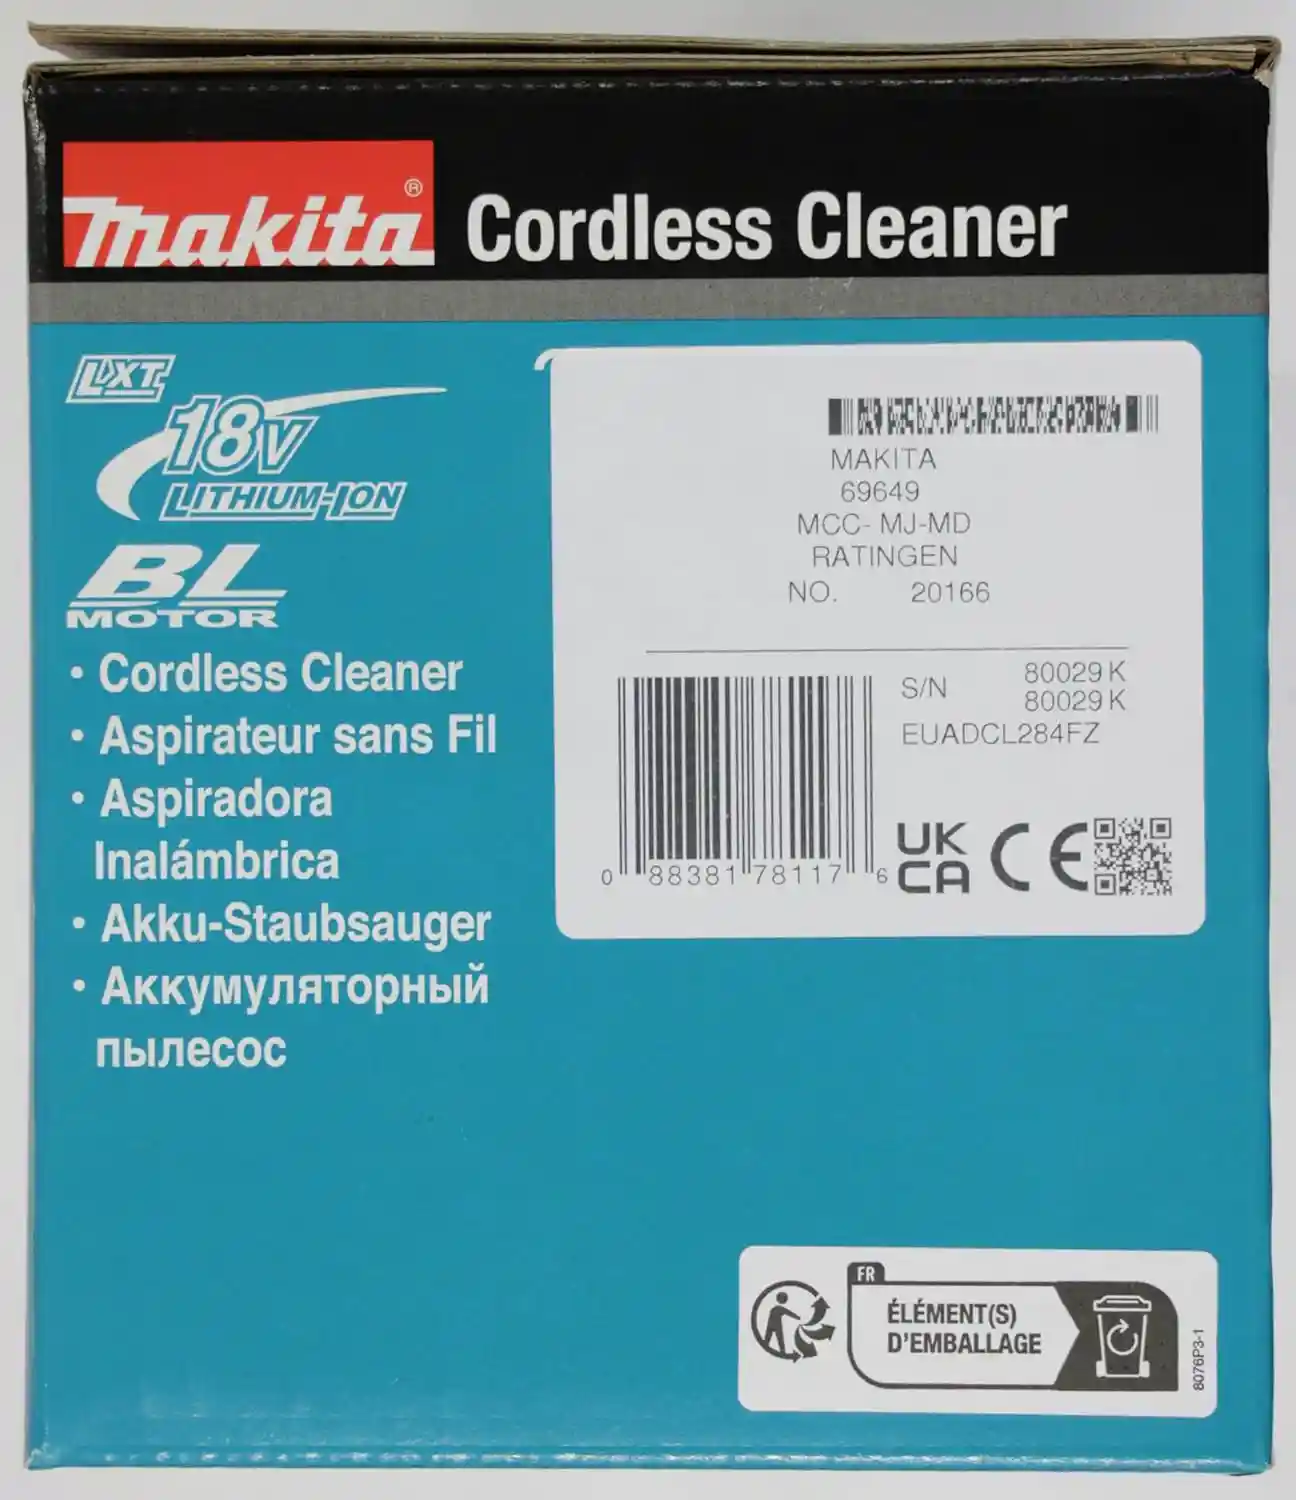 makita® Cordless Cleaner
LXT
18V
LITHIUM-ION
BL
MOTOR
• Cordless Cleaner
• Aspirateur sans Fil
• Aspiradora
Inalámbrica
• Akku-Staubsauger
• Аккумуляторный
пылесос
MAKITA
69649
MCC- MJ-MD
RATINGEN
NO. 20166
S/N 80029 K
80029 K
EUADCL284FZ
0 88381 78117 6
UK
CA CE
FR
ÉLÉMENT(S)
D'EMBALLAGE
8076P3-1